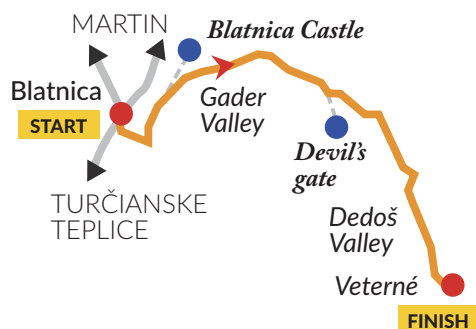 MARTIN
Blatnica Castle
Blatnica
START
Gader
Valley
Devil's
gate
TURČIANSKE
TEPLICE
Dedoš
Valley
Veterné
FINISH